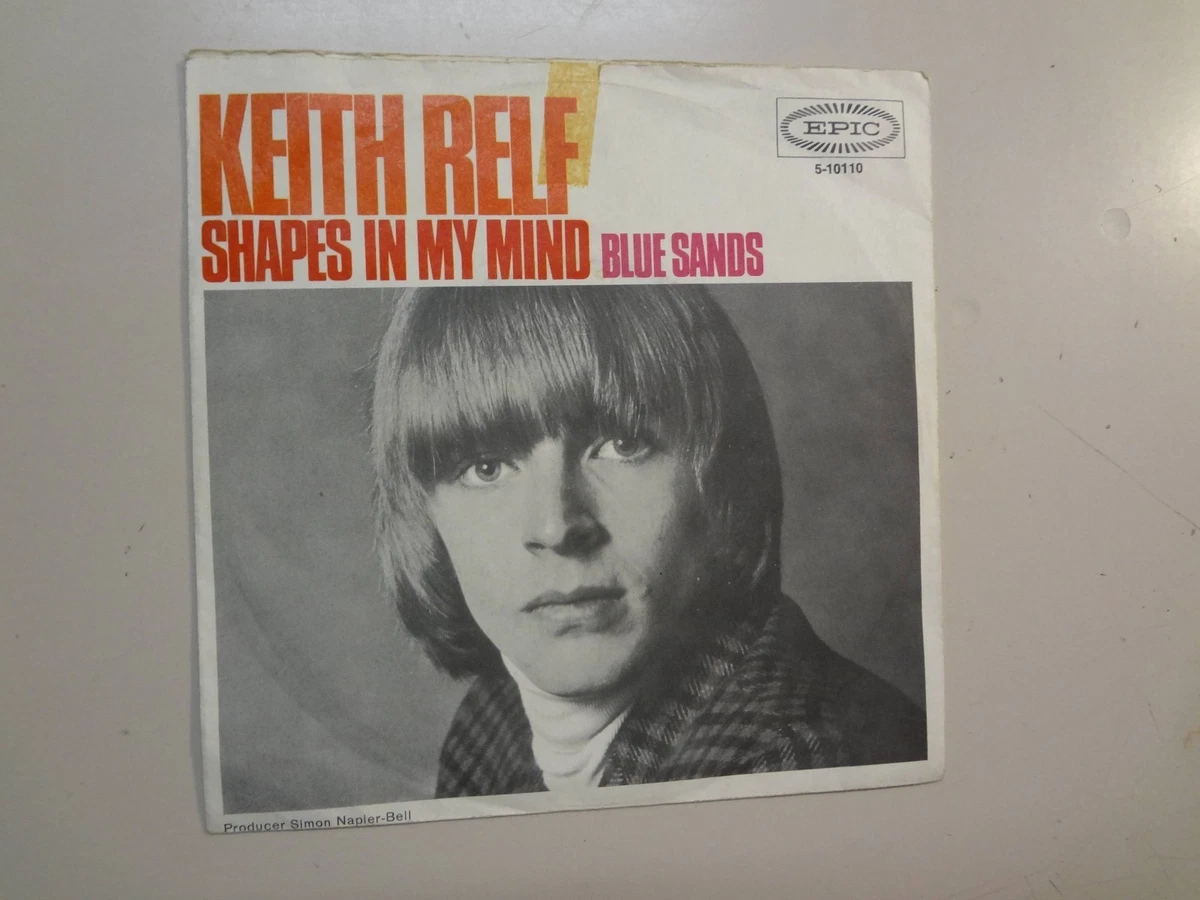 KEITH RELF
EPIC
5-10110
SHAPES IN MY MIND BLUE SANDS
Producer Simon Napier-Bell